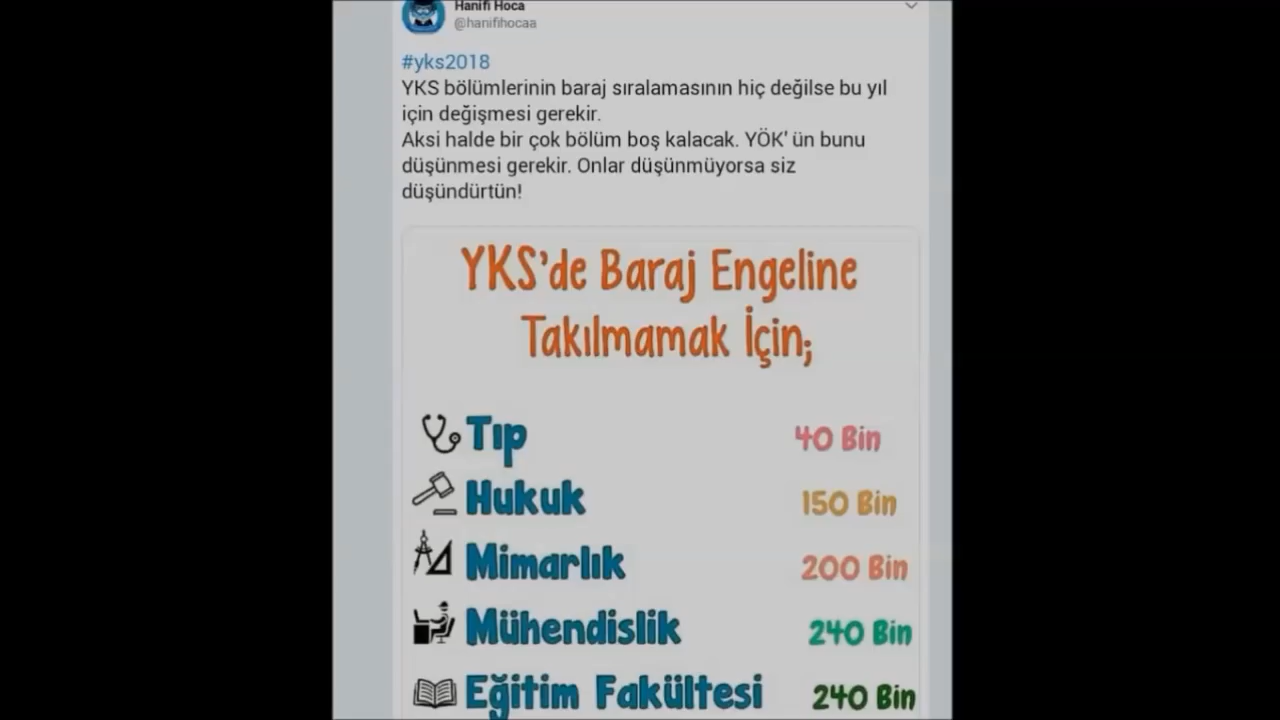 Hanifi Hoca
@hanifihocaa
#yks2018
YKS bölümlerinin baraj sıralamasının hiç değilse bu yıl
için değişmesi gerekir.
Aksi halde bir çok bölüm boş kalacak. YÖK' ün bunu
düşünmesi gerekir. Onlar düşünmüyorsa siz
düşündürtün!
YKS'de Baraj Engeline
Takılmamak İçin;
Tıp 40 Bin
Hukuk 150 Bin
Mimarlık 200 Bin
Mühendislik 240 Bin
Eğitim Fakültesi 240 Bin